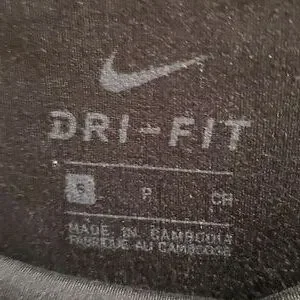 DRI-FIT
S P CH
MADE IN CAMBODIA
FABRIQUÉ AU CAMBODGE